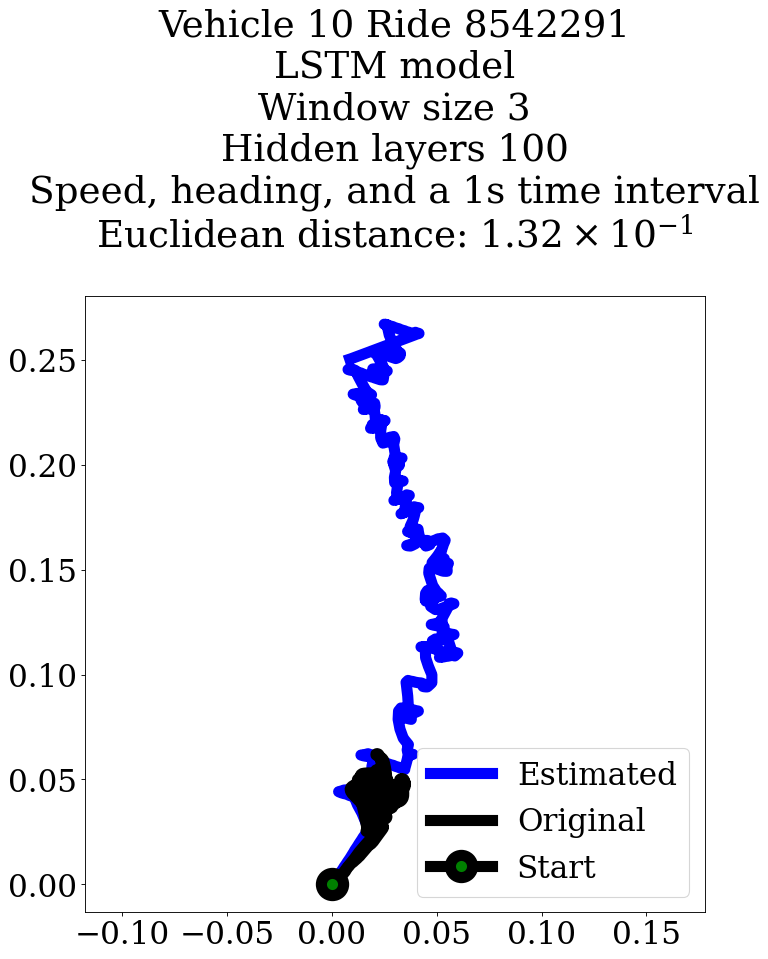 Vehicle 10 Ride 8542291
LSTM model
Window size 3
Hidden layers 100
Speed, heading, and a 1s time interval
Euclidean distance: 1.32 × 10⁻¹
0.25
0.20
0.15
0.10
0.05
0.00
Estimated
Original
Start
−0.10 −0.05 0.00 0.05 0.10 0.15